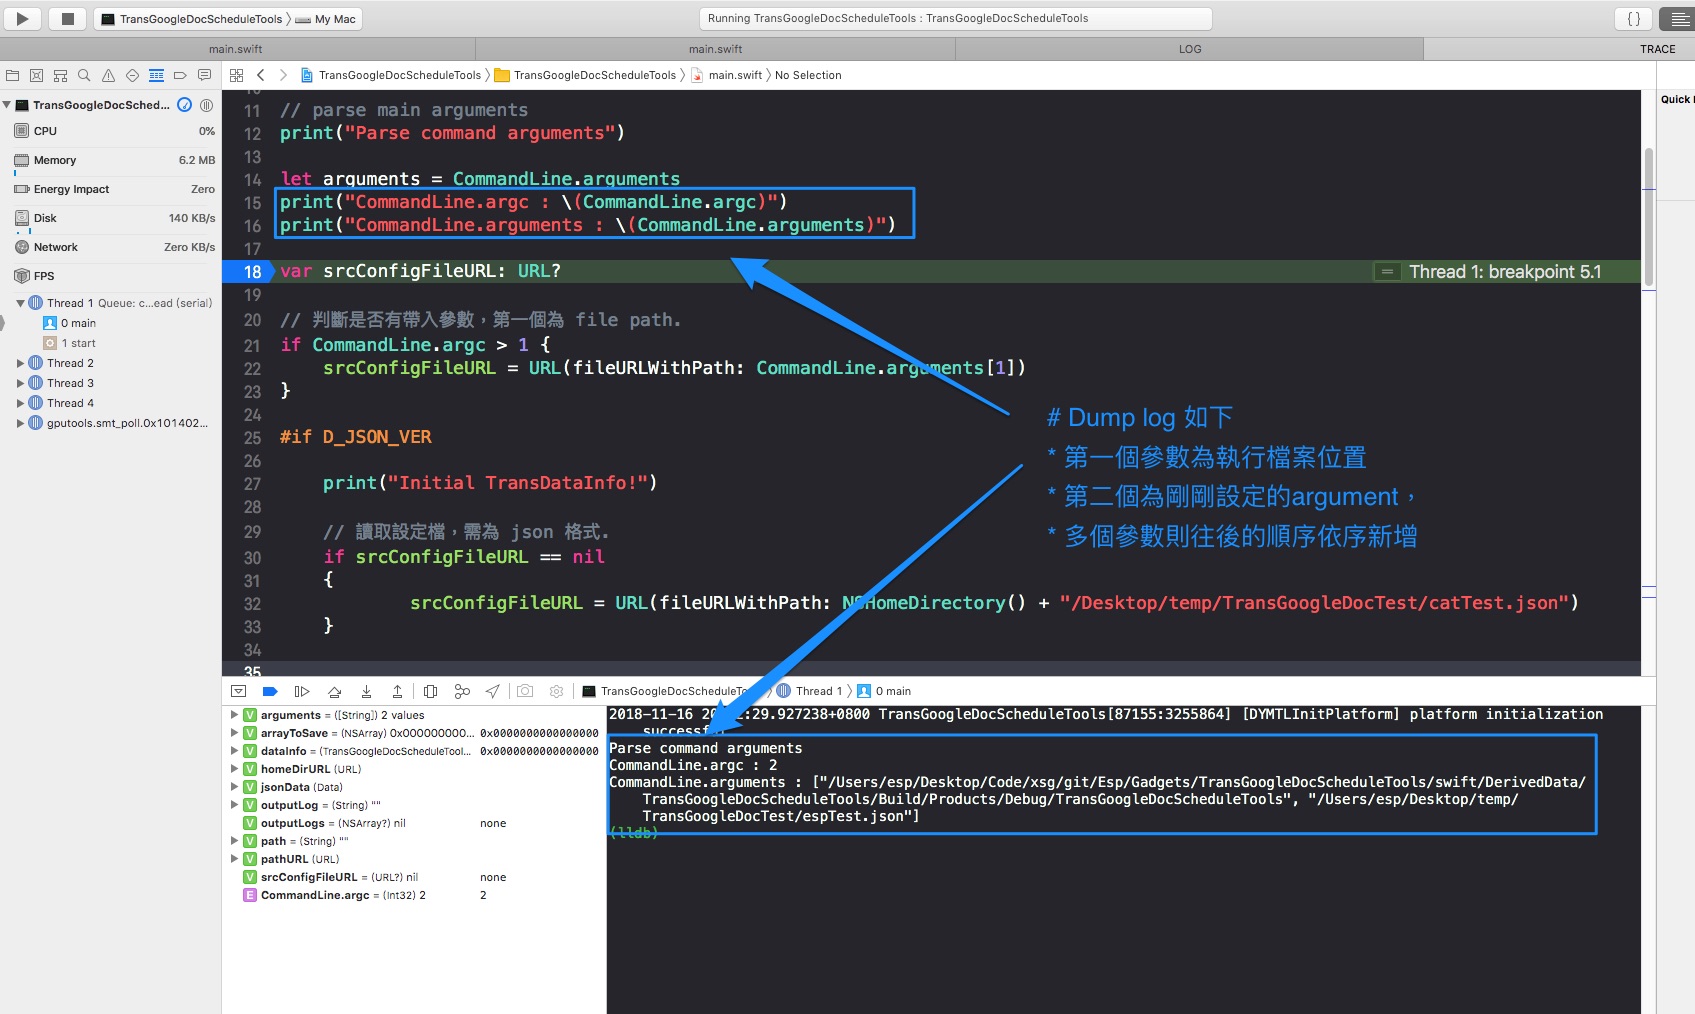 TransGoogleDocScheduleTools 〉 My Mac
Running TransGoogleDocScheduleTools : TransGoogleDocScheduleTools
{ }
main.swift
main.swift
LOG
TRACE
TransGoogleDocScheduleTools 〉 TransGoogleDocScheduleTools 〉 main.swift 〉 No Selection
Quick
TransGoogleDocSched...
CPU 0%
Memory 6.2 MB
Energy Impact Zero
Disk 140 KB/s
Network Zero KB/s
FPS
Thread 1 Queue: c...ead (serial)
0 main
1 start
Thread 2
Thread 3
Thread 4
gputools.smt_poll.0x101402...
10
11 // parse main arguments
12 print("Parse command arguments")
13
14 let arguments = CommandLine.arguments
15 print("CommandLine.argc : \(CommandLine.argc)")
16 print("CommandLine.arguments : \(CommandLine.arguments)")
17
18 var srcConfigFileURL: URL?
= Thread 1: breakpoint 5.1
19
20 // 判斷是否有帶入參數，第一個為 file path.
21 if CommandLine.argc > 1 {
22 srcConfigFileURL = URL(fileURLWithPath: CommandLine.arguments[1])
23 }
24
25 #if D_JSON_VER
26
27 print("Initial TransDataInfo!")
28
29 // 讀取設定檔，需為 json 格式.
30 if srcConfigFileURL == nil
31 {
32 srcConfigFileURL = URL(fileURLWithPath: NSHomeDirectory() + "/Desktop/temp/TransGoogleDocTest/catTest.json")
33 }
34
35
# Dump log 如下
* 第一個參數為執行檔案位置
* 第二個為剛剛設定的argument，
* 多個參數則往後的順序依序新增
TransGoogleDocScheduleTo 〉 Thread 1 〉 0 main
V arguments = ([String]) 2 values
V arrayToSave = (NSArray) 0x000000000... 0x0000000000000000
V dataInfo = (TransGoogleDocScheduleTool... 0x0000000000000000
V homeDirURL (URL)
V jsonData (Data)
V outputLog = (String) ""
V outputLogs = (NSArray?) nil none
V path = (String) ""
V pathURL (URL)
V srcConfigFileURL = (URL?) nil none
E CommandLine.argc = (Int32) 2 2
2018-11-16 2 :29.927238+0800 TransGoogleDocScheduleTools[87155:3255864] [DYMTLInitPlatform] platform initialization
successf
Parse command arguments
CommandLine.argc : 2
CommandLine.arguments : ["/Users/esp/Desktop/Code/xsg/git/Esp/Gadgets/TransGoogleDocScheduleTools/swift/DerivedData/
TransGoogleDocScheduleTools/Build/Products/Debug/TransGoogleDocScheduleTools", "/Users/esp/Desktop/temp/
TransGoogleDocTest/espTest.json"]
(lldb)